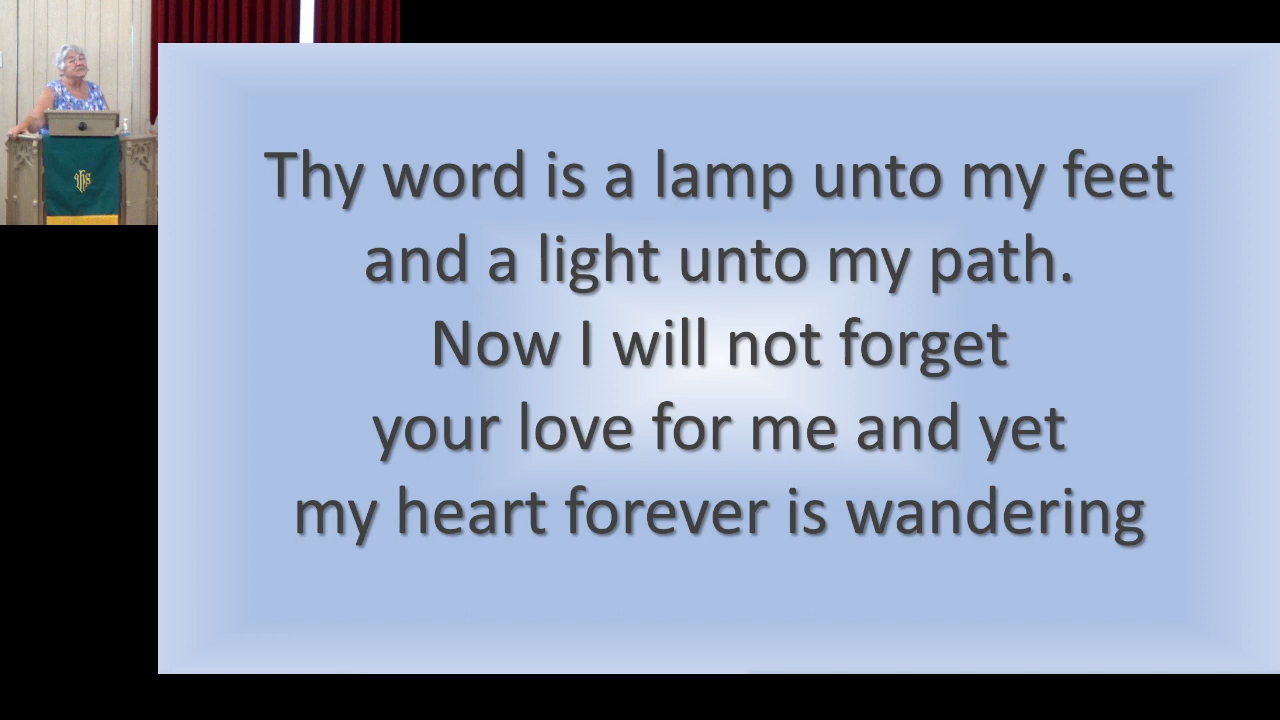 Thy word is a lamp unto my feet
and a light unto my path.
Now I will not forget
your love for me and yet
my heart forever is wandering